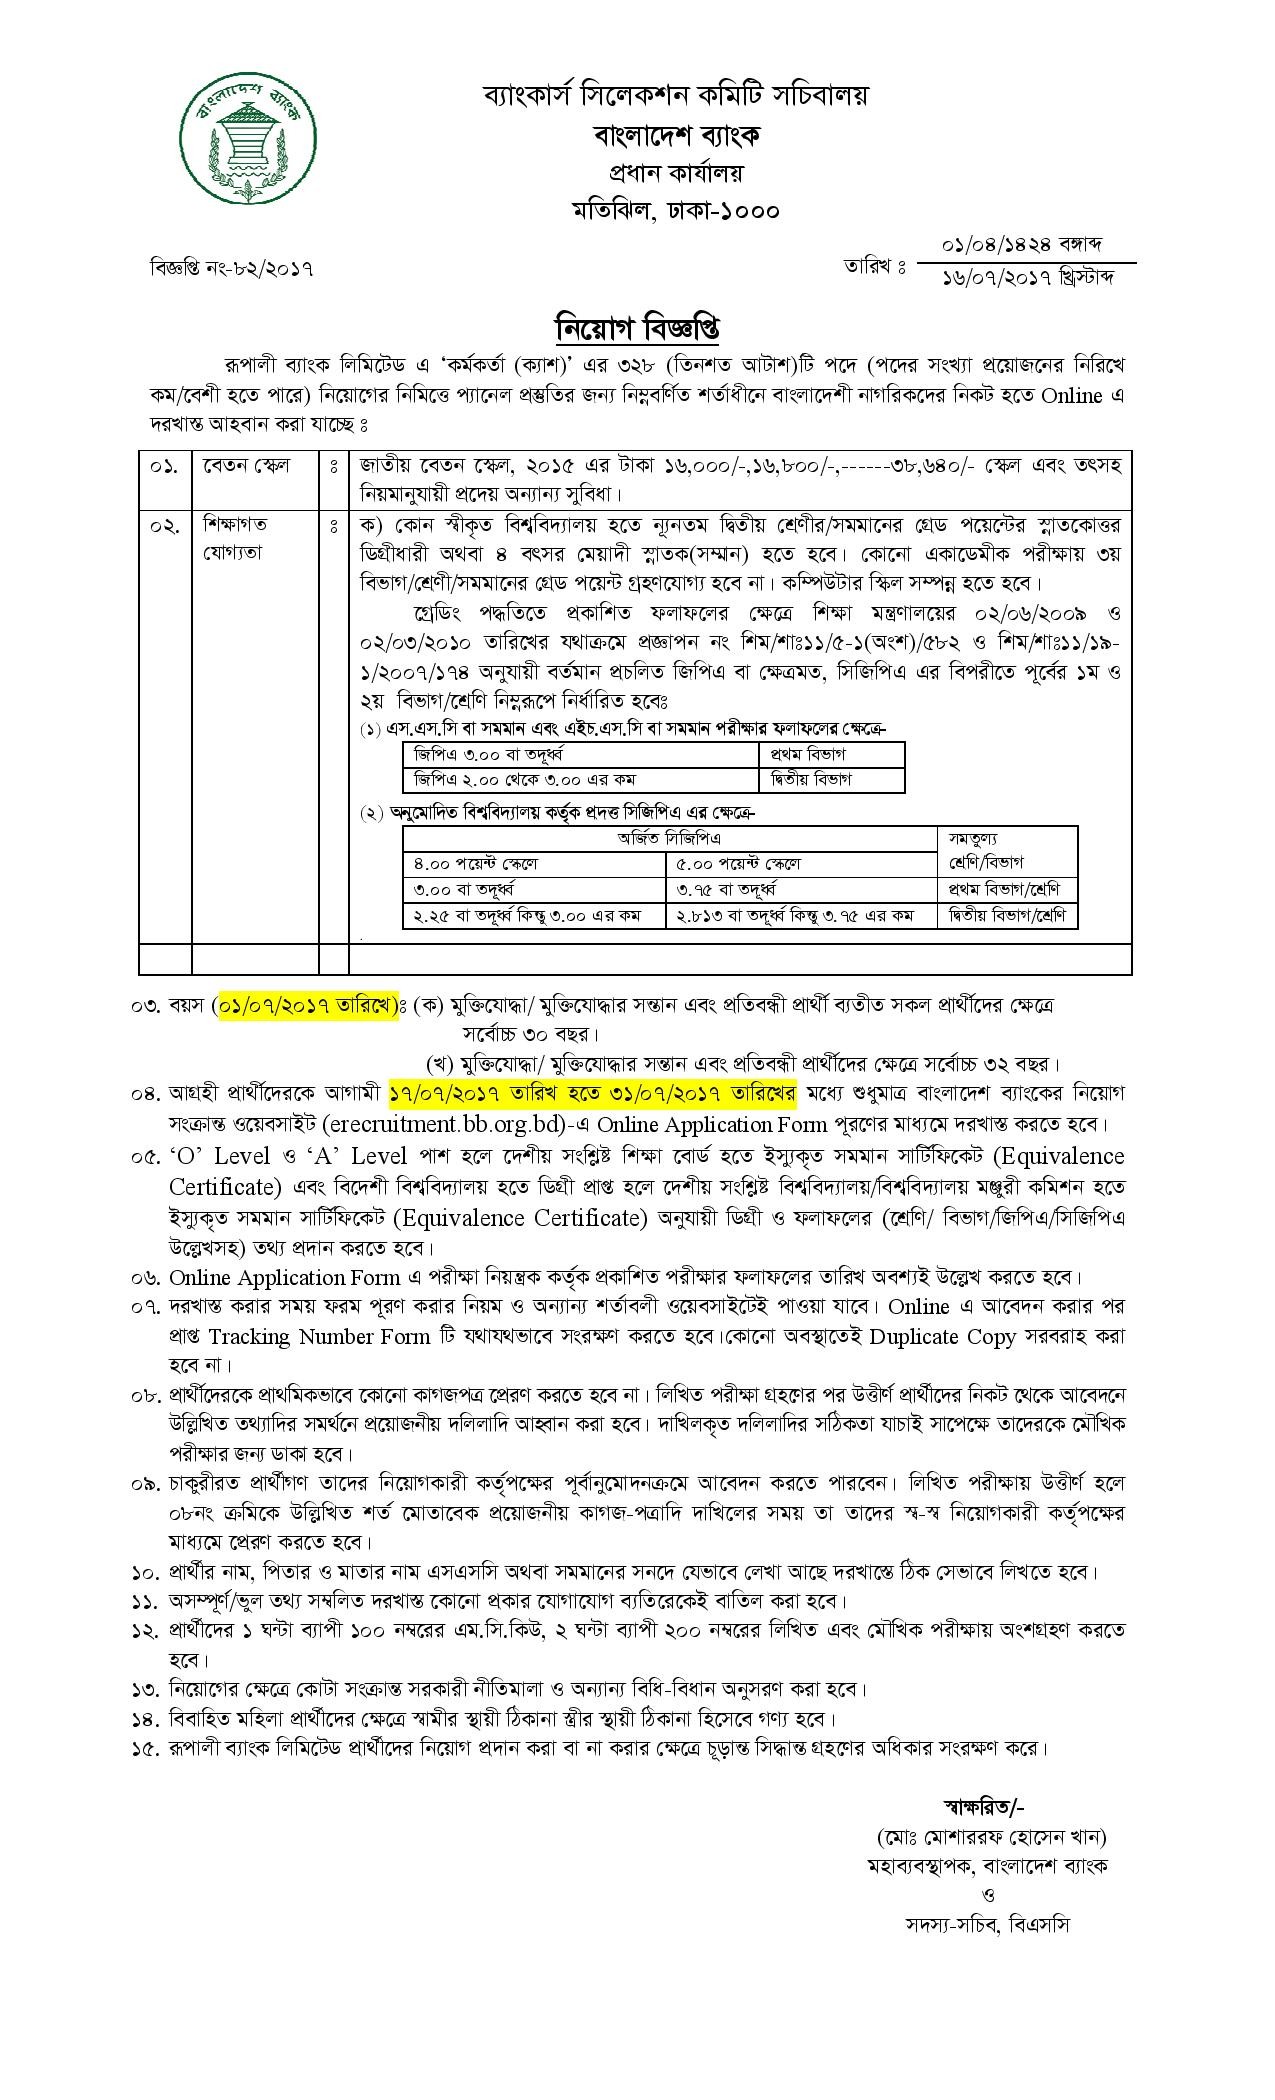 বাংলাদেশ ব্যাংক
ব্যাংকার্স সিলেকশন কমিটি সচিবালয়
বাংলাদেশ ব্যাংক
প্রধান কার্যালয়
মতিঝিল, ঢাকা-১০০০
বিজ্ঞপ্তি নং-৮২/২০১৭
তারিখ ঃ ০১/০৪/১৪২৪ বঙ্গাব্দ
১৬/০৭/২০১৭ খ্রিস্টাব্দ
নিয়োগ বিজ্ঞপ্তি
রূপালী ব্যাংক লিমিটেড এ ‘কর্মকর্তা (ক্যাশ)’ এর ৩২৮ (তিনশত আটাশ)টি পদে (পদের সংখ্যা প্রয়োজনের নিরিখে
কম/বেশী হতে পারে) নিয়োগের নিমিত্তে প্যানেল প্রস্তুতির জন্য নিম্নবর্ণিত শর্তাধীনে বাংলাদেশী নাগরিকদের নিকট হতে Online এ
দরখাস্ত আহবান করা যাচ্ছে ঃ
০১. বেতন স্কেল ঃ জাতীয় বেতন স্কেল, ২০১৫ এর টাকা ১৬,০০০/-,১৬,৮০০/-,------৩৮,৬৪০/- স্কেল এবং তৎসহ
নিয়মানুযায়ী প্রদেয় অন্যান্য সুবিধা।
০২. শিক্ষাগত ঃ ক) কোন স্বীকৃত বিশ্ববিদ্যালয় হতে ন্যূনতম দ্বিতীয় শ্রেণীর/সমমানের গ্রেড পয়েন্টের স্নাতকোত্তর
যোগ্যতা ডিগ্রীধারী অথবা ৪ বৎসর মেয়াদী স্নাতক(সম্মান) হতে হবে। কোনো একাডেমীক পরীক্ষায় ৩য়
বিভাগ/শ্রেণী/সমমানের গ্রেড পয়েন্ট গ্রহণযোগ্য হবে না। কম্পিউটার স্কিল সম্পন্ন হতে হবে।
গ্রেডিং পদ্ধতিতে প্রকাশিত ফলাফলের ক্ষেত্রে শিক্ষা মন্ত্রণালয়ের ০২/০৬/২০০৯ ও
০২/০৩/২০১০ তারিখের যথাক্রমে প্রজ্ঞাপন নং শিম/শাঃ১১/৫-১(অংশ)/৫৮২ ও শিম/শাঃ১১/১৯-
১/২০০৭/১৭৪ অনুযায়ী বর্তমান প্রচলিত জিপিএ বা ক্ষেত্রমত, সিজিপিএ এর বিপরীতে পূর্বের ১ম ও
২য় বিভাগ/শ্রেণি নিম্নরূপে নির্ধারিত হবেঃ
(১) এস.এস.সি বা সমমান এবং এইচ.এস.সি বা সমমান পরীক্ষার ফলাফলের ক্ষেত্রে-
জিপিএ ৩.০০ বা তদূর্ধ্ব প্রথম বিভাগ
জিপিএ ২.০০ থেকে ৩.০০ এর কম দ্বিতীয় বিভাগ
(২) অনুমোদিত বিশ্ববিদ্যালয় কর্তৃক প্রদত্ত সিজিপিএ এর ক্ষেত্রে-
অর্জিত সিজিপিএ সমতুল্য
৪.০০ পয়েন্ট স্কেলে ৫.০০ পয়েন্ট স্কেলে শ্রেণি/বিভাগ
৩.০০ বা তদূর্ধ্ব ৩.৭৫ বা তদূর্ধ্ব প্রথম বিভাগ/শ্রেণি
২.২৫ বা তদূর্ধ্ব কিন্তু ৩.০০ এর কম ২.৮১৩ বা তদূর্ধ্ব কিন্তু ৩.৭৫ এর কম দ্বিতীয় বিভাগ/শ্রেণি
০৩. বয়স (০১/০৭/২০১৭ তারিখে)ঃ (ক) মুক্তিযোদ্ধা/ মুক্তিযোদ্ধার সন্তান এবং প্রতিবন্ধী প্রার্থী ব্যতীত সকল প্রার্থীদের ক্ষেত্রে
সর্বোচ্চ ৩০ বছর।
(খ) মুক্তিযোদ্ধা/ মুক্তিযোদ্ধার সন্তান এবং প্রতিবন্ধী প্রার্থীদের ক্ষেত্রে সর্বোচ্চ ৩২ বছর।
০৪. আগ্রহী প্রার্থীদেরকে আগামী ১৭/০৭/২০১৭ তারিখ হতে ৩১/০৭/২০১৭ তারিখের মধ্যে শুধুমাত্র বাংলাদেশ ব্যাংকের নিয়োগ
সংক্রান্ত ওয়েবসাইট (erecruitment.bb.org.bd)-এ Online Application Form পূরণের মাধ্যমে দরখাস্ত করতে হবে।
০৫. ‘O’ Level ও ‘A’ Level পাশ হলে দেশীয় সংশ্লিষ্ট শিক্ষা বোর্ড হতে ইস্যুকৃত সমমান সার্টিফিকেট (Equivalence
Certificate) এবং বিদেশী বিশ্ববিদ্যালয় হতে ডিগ্রী প্রাপ্ত হলে দেশীয় সংশ্লিষ্ট বিশ্ববিদ্যালয়/বিশ্ববিদ্যালয় মঞ্জুরী কমিশন হতে
ইস্যুকৃত সমমান সার্টিফিকেট (Equivalence Certificate) অনুযায়ী ডিগ্রী ও ফলাফলের (শ্রেণি/ বিভাগ/জিপিএ/সিজিপিএ
উল্লেখসহ) তথ্য প্রদান করতে হবে।
০৬. Online Application Form এ পরীক্ষা নিয়ন্ত্রক কর্তৃক প্রকাশিত পরীক্ষার ফলাফলের তারিখ অবশ্যই উল্লেখ করতে হবে।
০৭. দরখাস্ত করার সময় ফরম পূরণ করার নিয়ম ও অন্যান্য শর্তাবলী ওয়েবসাইটেই পাওয়া যাবে। Online এ আবেদন করার পর
প্রাপ্ত Tracking Number Form টি যথাযথভাবে সংরক্ষণ করতে হবে।কোনো অবস্থাতেই Duplicate Copy সরবরাহ করা
হবে না।
০৮. প্রার্থীদেরকে প্রাথমিকভাবে কোনো কাগজপত্র প্রেরণ করতে হবে না। লিখিত পরীক্ষা গ্রহণের পর উত্তীর্ণ প্রার্থীদের নিকট থেকে আবেদনে
উল্লিখিত তথ্যাদির সমর্থনে প্রয়োজনীয় দলিলাদি আহ্বান করা হবে। দাখিলকৃত দলিলাদির সঠিকতা যাচাই সাপেক্ষে তাদেরকে মৌখিক
পরীক্ষার জন্য ডাকা হবে।
০৯. চাকুরীরত প্রার্থীগণ তাদের নিয়োগকারী কর্তৃপক্ষের পূর্বানুমোদনক্রমে আবেদন করতে পারবেন। লিখিত পরীক্ষায় উত্তীর্ণ হলে
০৮নং ক্রমিকে উল্লিখিত শর্ত মোতাবেক প্রয়োজনীয় কাগজ-পত্রাদি দাখিলের সময় তা তাদের স্ব-স্ব নিয়োগকারী কর্তৃপক্ষের
মাধ্যমে প্রেরণ করতে হবে।
১০. প্রার্থীর নাম, পিতার ও মাতার নাম এসএসসি অথবা সমমানের সনদে যেভাবে লেখা আছে দরখাস্তে ঠিক সেভাবে লিখতে হবে।
১১. অসম্পূর্ণ/ভুল তথ্য সম্বলিত দরখাস্ত কোনো প্রকার যোগাযোগ ব্যতিরেকেই বাতিল করা হবে।
১২. প্রার্থীদের ১ ঘন্টা ব্যাপী ১০০ নম্বরের এম.সি.কিউ, ২ ঘন্টা ব্যাপী ২০০ নম্বরের লিখিত এবং মৌখিক পরীক্ষায় অংশগ্রহণ করতে
হবে।
১৩. নিয়োগের ক্ষেত্রে কোটা সংক্রান্ত সরকারী নীতিমালা ও অন্যান্য বিধি-বিধান অনুসরণ করা হবে।
১৪. বিবাহিত মহিলা প্রার্থীদের ক্ষেত্রে স্বামীর স্থায়ী ঠিকানা স্ত্রীর স্থায়ী ঠিকানা হিসেবে গণ্য হবে।
১৫. রূপালী ব্যাংক লিমিটেড প্রার্থীদের নিয়োগ প্রদান করা বা না করার ক্ষেত্রে চূড়ান্ত সিদ্ধান্ত গ্রহণের অধিকার সংরক্ষণ করে।
স্বাক্ষরিত/-
(মোঃ মোশাররফ হোসেন খান)
মহাব্যবস্থাপক, বাংলাদেশ ব্যাংক
ও
সদস্য-সচিব, বিএসসি